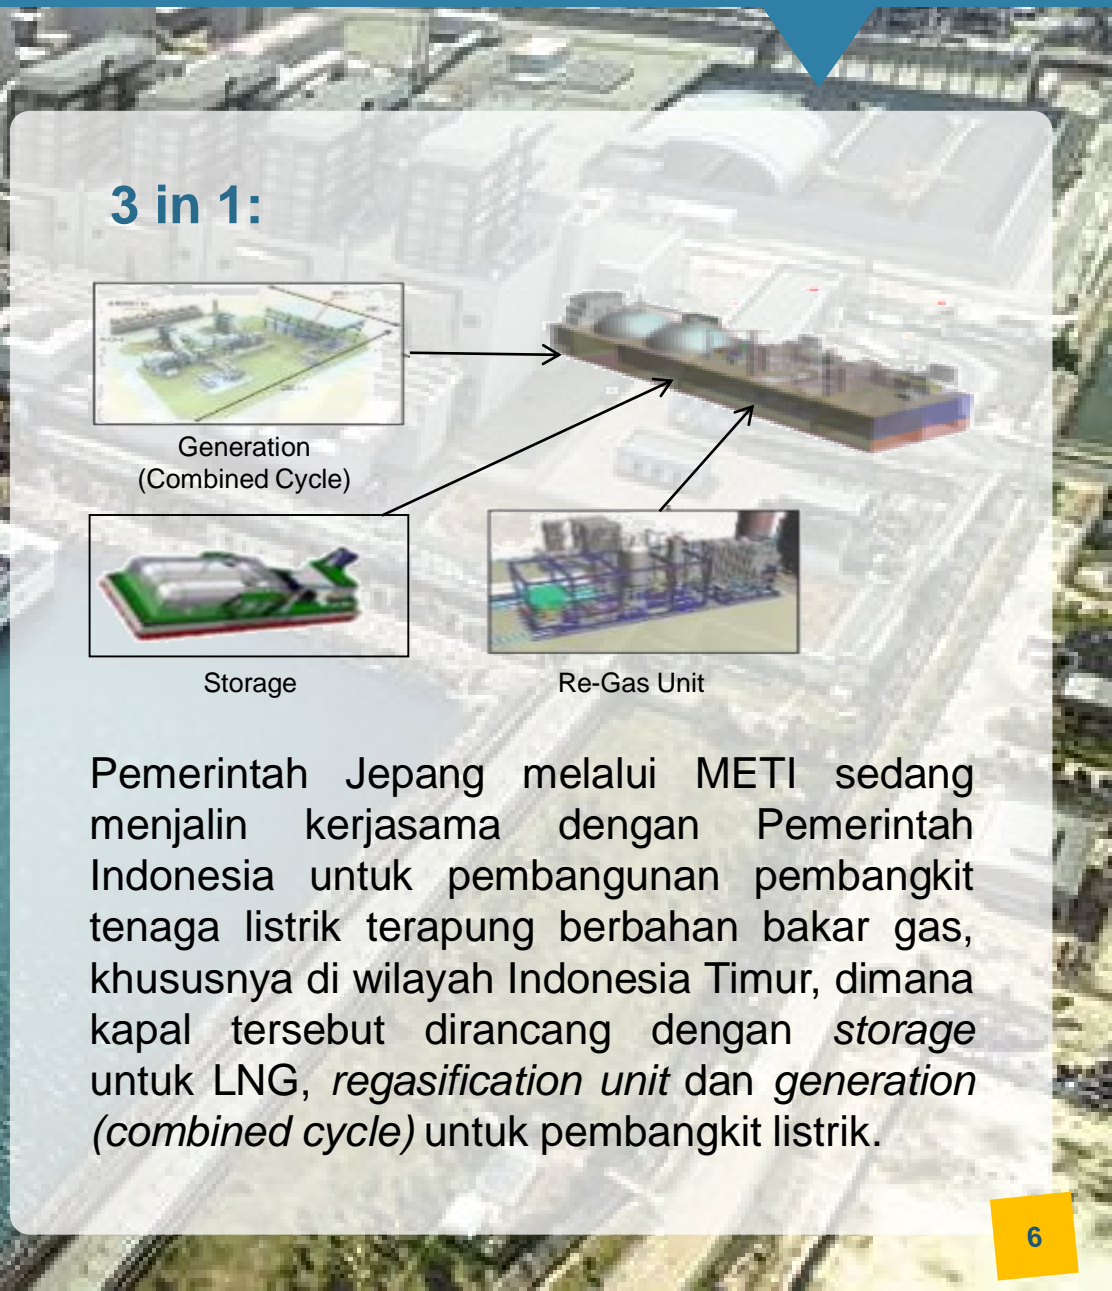 3 in 1:
Generation
(Combined Cycle)
Storage
Re-Gas Unit
Pemerintah Jepang melalui METI sedang
menjalin kerjasama dengan Pemerintah
Indonesia untuk pembangunan pembangkit
tenaga listrik terapung berbahan bakar gas,
khususnya di wilayah Indonesia Timur, dimana
kapal tersebut dirancang dengan storage
untuk LNG, regasification unit dan generation
(combined cycle) untuk pembangkit listrik.
6